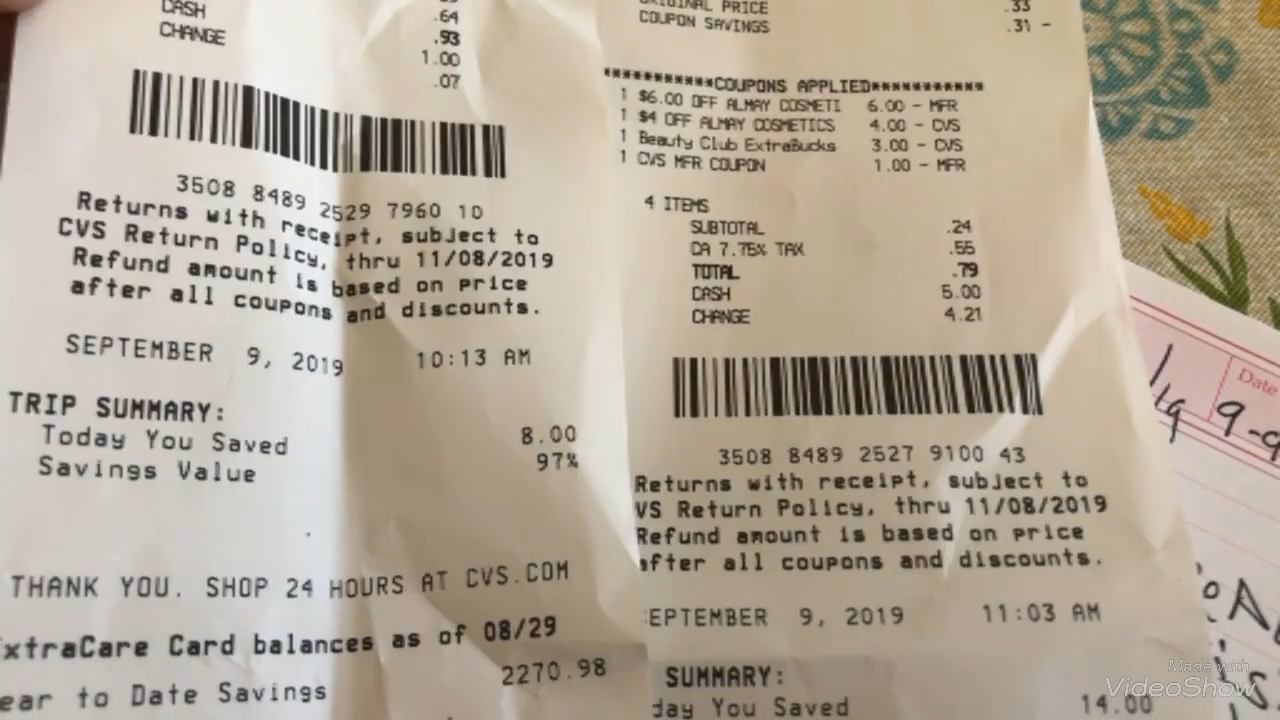 .64
CASH .93
CHANGE 1.00
.07
3508 8489 2529 7960 10
Returns with receipt, subject to
CVS Return Policy, thru 11/08/2019
Refund amount is based on price
after all coupons and discounts.
SEPTEMBER 9, 2019 10:13 AM
TRIP SUMMARY:
Today You Saved 8.00
Savings Value 97%
THANK YOU. SHOP 24 HOURS AT CVS.COM
xtraCare Card balances as of 08/29
ear to Date Savings 2270.98
ORIGINAL PRICE .33
COUPON SAVINGS .31 -
***********COUPONS APPLIED***********
1 $6.00 OFF ALMAY COSMETI 6.00 - MFR
1 $4 OFF ALMAY COSMETICS 4.00 - CVS
1 Beauty Club ExtraBucks 3.00 - CVS
1 CVS MFR COUPON 1.00 - MFR
4 ITEMS
SUBTOTAL .24
CA 7.75% TAX .55
TOTAL .79
CASH 5.00
CHANGE 4.21
3508 8489 2527 9100 43
Returns with receipt, subject to
VS Return Policy, thru 11/08/2019
Refund amount is based on price
after all coupons and discounts.
EPTEMBER 9, 2019 11:03 AM
SUMMARY:
day You Saved 14.00
Date
/19 9-9
Made with
VideoShow